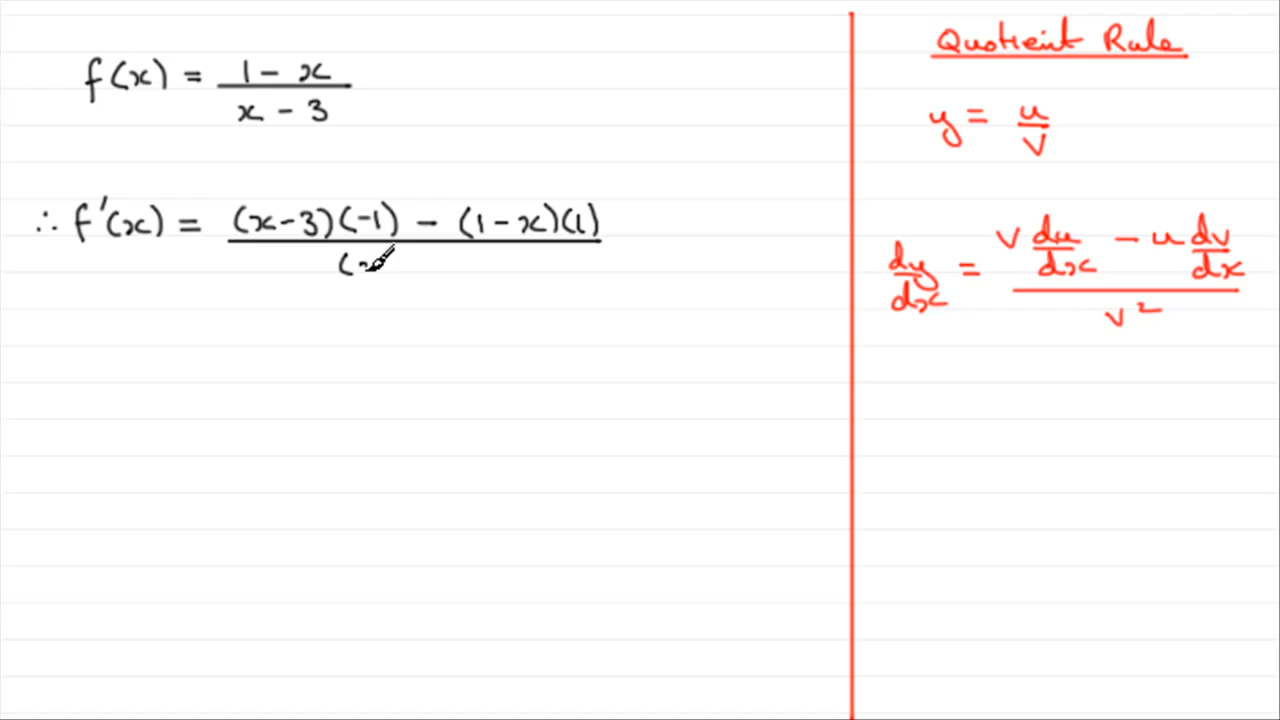 f(x) = (1 - x)/(x - 3)
∴ f'(x) = ((x-3)(-1) - (1-x)(1))/(x
Quotient Rule
y = u/v
dy/dx = (v du/dx - u dv/dx)/v²